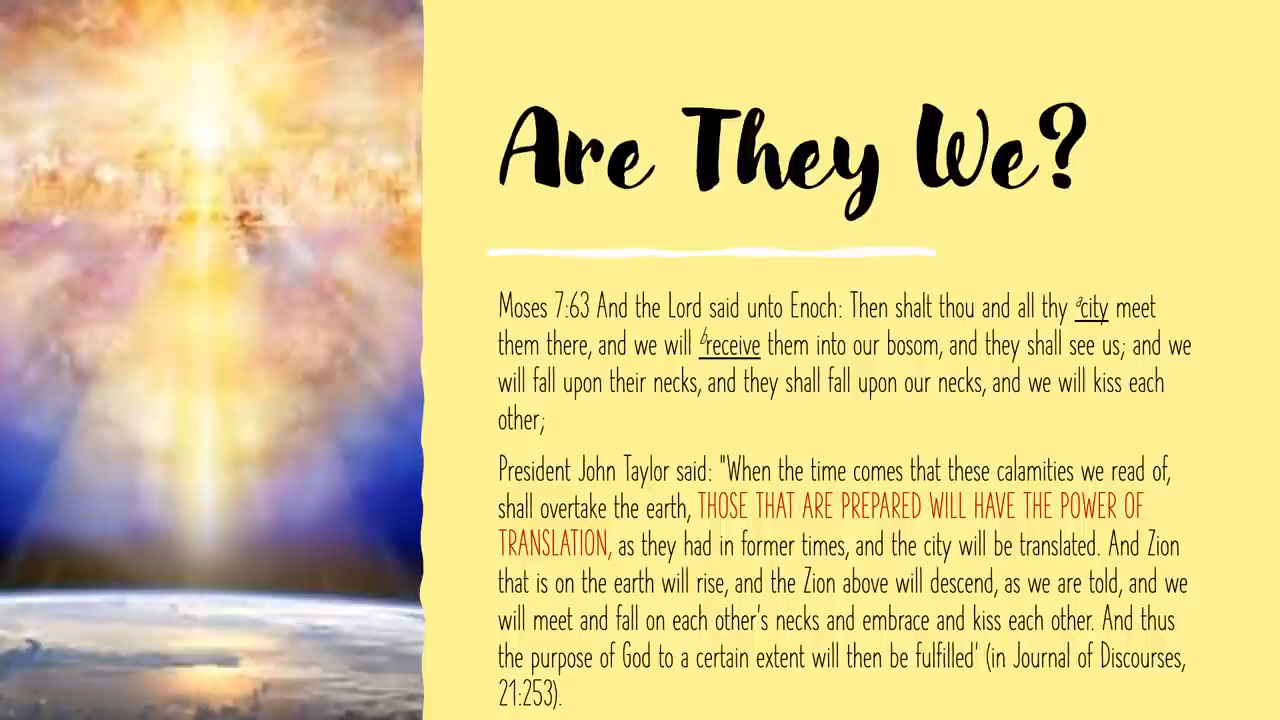 Are They We?
Moses 7:63 And the Lord said unto Enoch: Then shalt thou and all thy acity meet
them there, and we will breceive them into our bosom, and they shall see us; and we
will fall upon their necks, and they shall fall upon our necks, and we will kiss each
other;
President John Taylor said: "When the time comes that these calamities we read of,
shall overtake the earth, THOSE THAT ARE PREPARED WILL HAVE THE POWER OF
TRANSLATION, as they had in former times, and the city will be translated. And Zion
that is on the earth will rise, and the Zion above will descend, as we are told, and we
will meet and fall on each other's necks and embrace and kiss each other. And thus
the purpose of God to a certain extent will then be fulfilled' (in Journal of Discourses,
21:253).